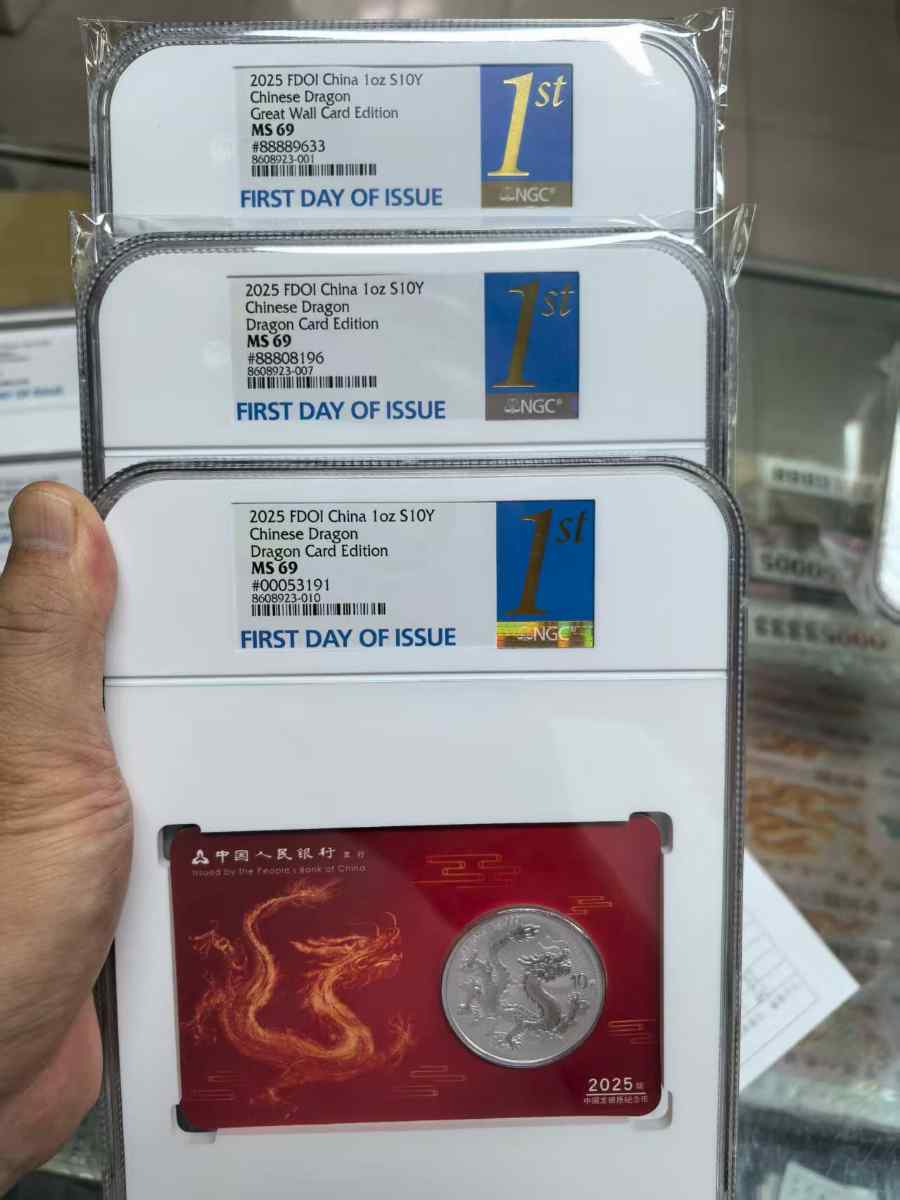 2025 FDOI China 1oz S10Y
Chinese Dragon
Great Wall Card Edition
MS 69
#88889633
8608923-001
FIRST DAY OF ISSUE
1st
NGC®
2025 FDOI China 1oz S10Y
Chinese Dragon
Dragon Card Edition
MS 69
#88808196
8608923-007
FIRST DAY OF ISSUE
1st
NGC®
2025 FDOI China 1oz S10Y
Chinese Dragon
Dragon Card Edition
MS 69
#00053191
8608923-010
FIRST DAY OF ISSUE
1st
NGC®
中国人民银行 发行
Issued by the People's Bank of China
10
2025 版